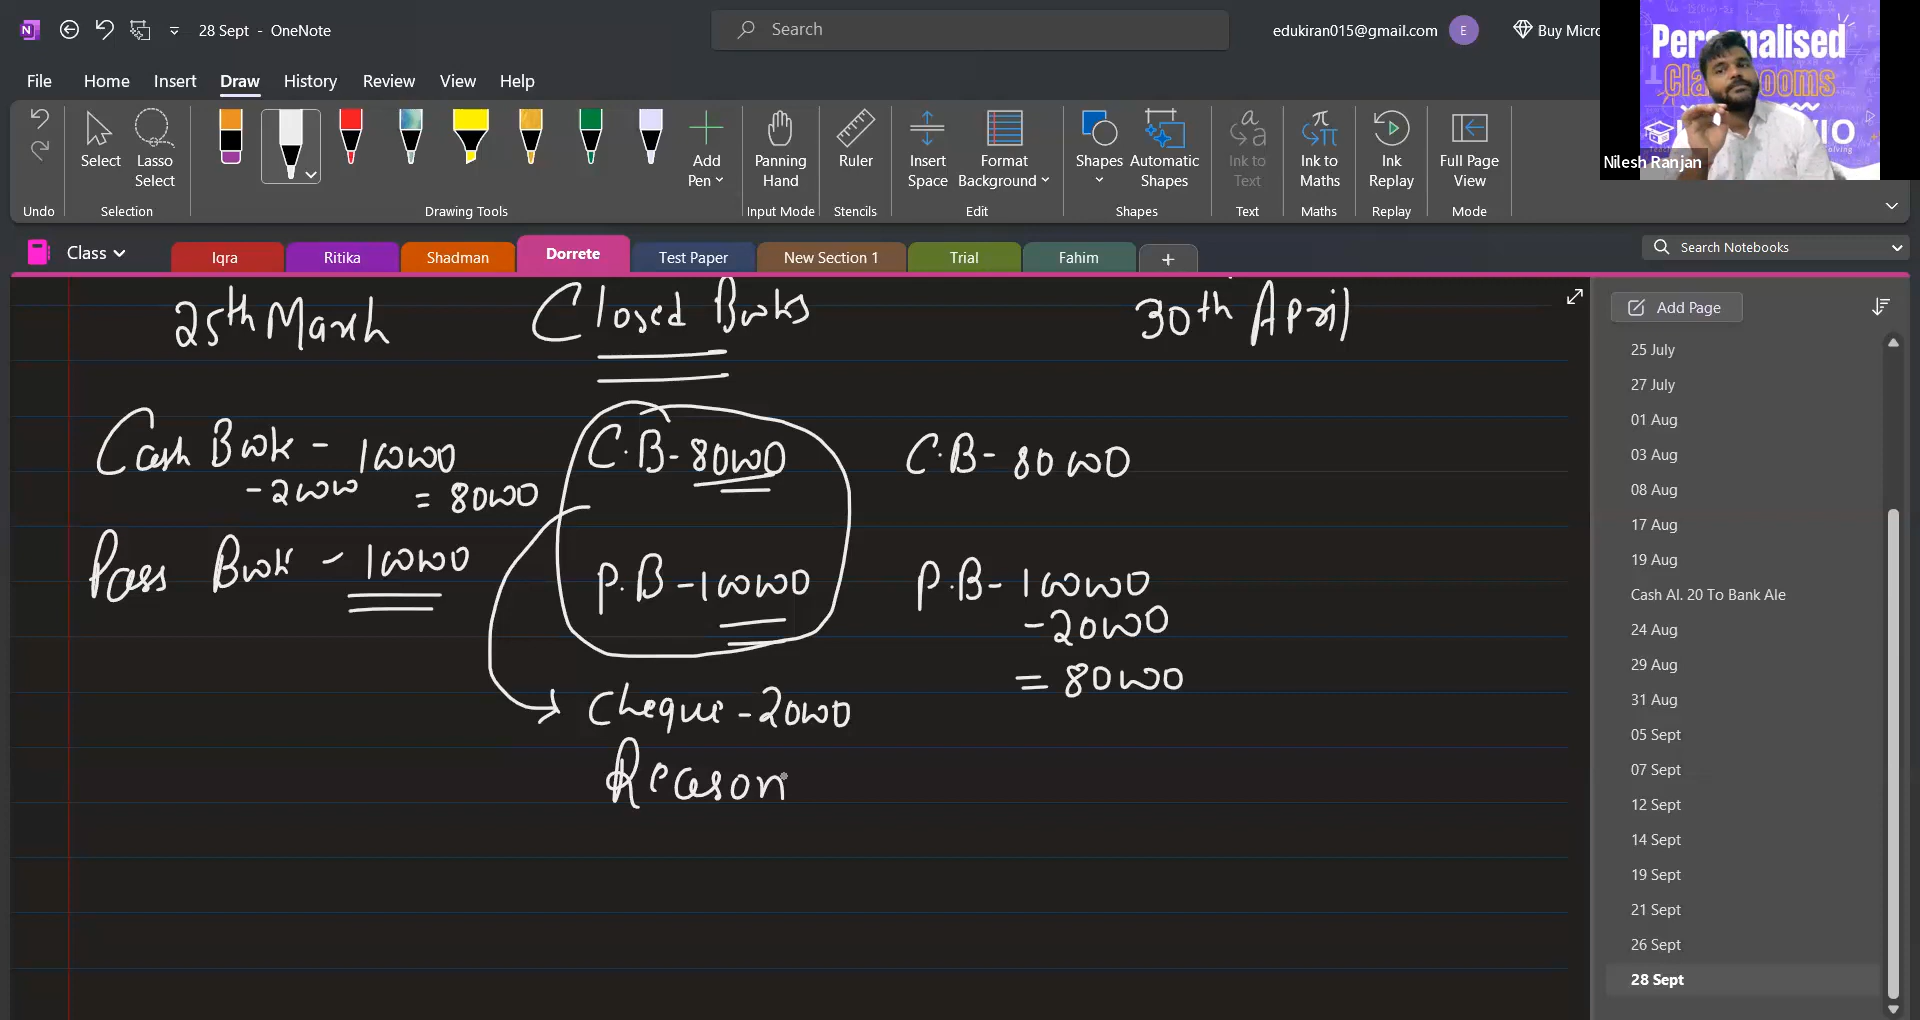 28 Sept - OneNote
Search
edukiran015@gmail.com
E
Buy Micro
File
Home
Insert
Draw
History
Review
View
Help
Select
Lasso Select
Add Pen
Panning Hand
Ruler
Insert Space
Format Background
Shapes
Automatic Shapes
Ink to Text
Ink to Maths
Ink Replay
Full Page View
Undo
Selection
Drawing Tools
Input Mode
Stencils
Edit
Shapes
Text
Maths
Replay
Mode
Personalised
Nilesh Ranjan
Class
Iqra
Ritika
Shadman
Dorrete
Test Paper
New Section 1
Trial
Fahim
Search Notebooks
25th March
Closed Books
30th April
Cash Book - 10000
- 2000 = 8000
Pass Book - 10000
C.B - 8000
P.B - 10000
Cheque - 2000
Reason
C.B - 8000
P.B - 10000
- 2000
= 8000
Add Page
25 July
27 July
01 Aug
03 Aug
08 Aug
17 Aug
19 Aug
Cash Al. 20 To Bank Ale
24 Aug
29 Aug
31 Aug
05 Sept
07 Sept
12 Sept
14 Sept
19 Sept
21 Sept
26 Sept
28 Sept